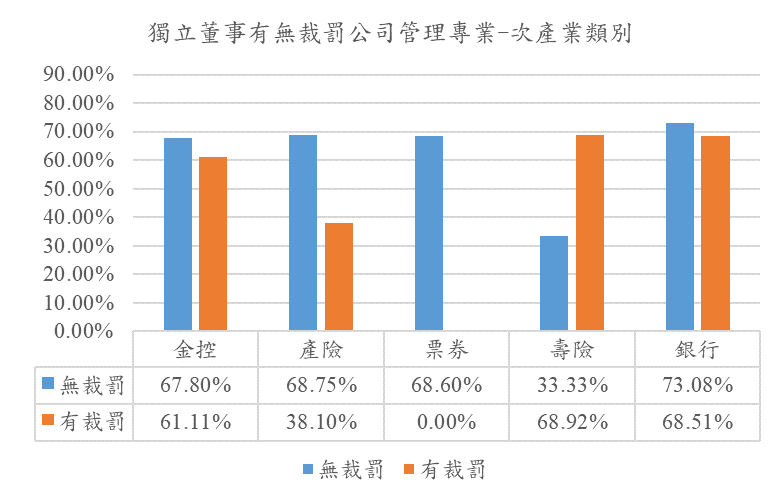 獨立董事有無裁罰公司管理專業-次產業類別
90.00%
80.00%
70.00%
60.00%
50.00%
40.00%
30.00%
20.00%
10.00%
0.00%
金控 產險 票券 壽險 銀行
無裁罰 67.80% 68.75% 68.60% 33.33% 73.08%
有裁罰 61.11% 38.10% 0.00% 68.92% 68.51%
無裁罰 有裁罰